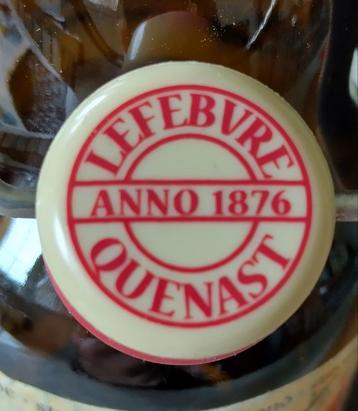 LEFEBVRE
ANNO 1876
QUENAST